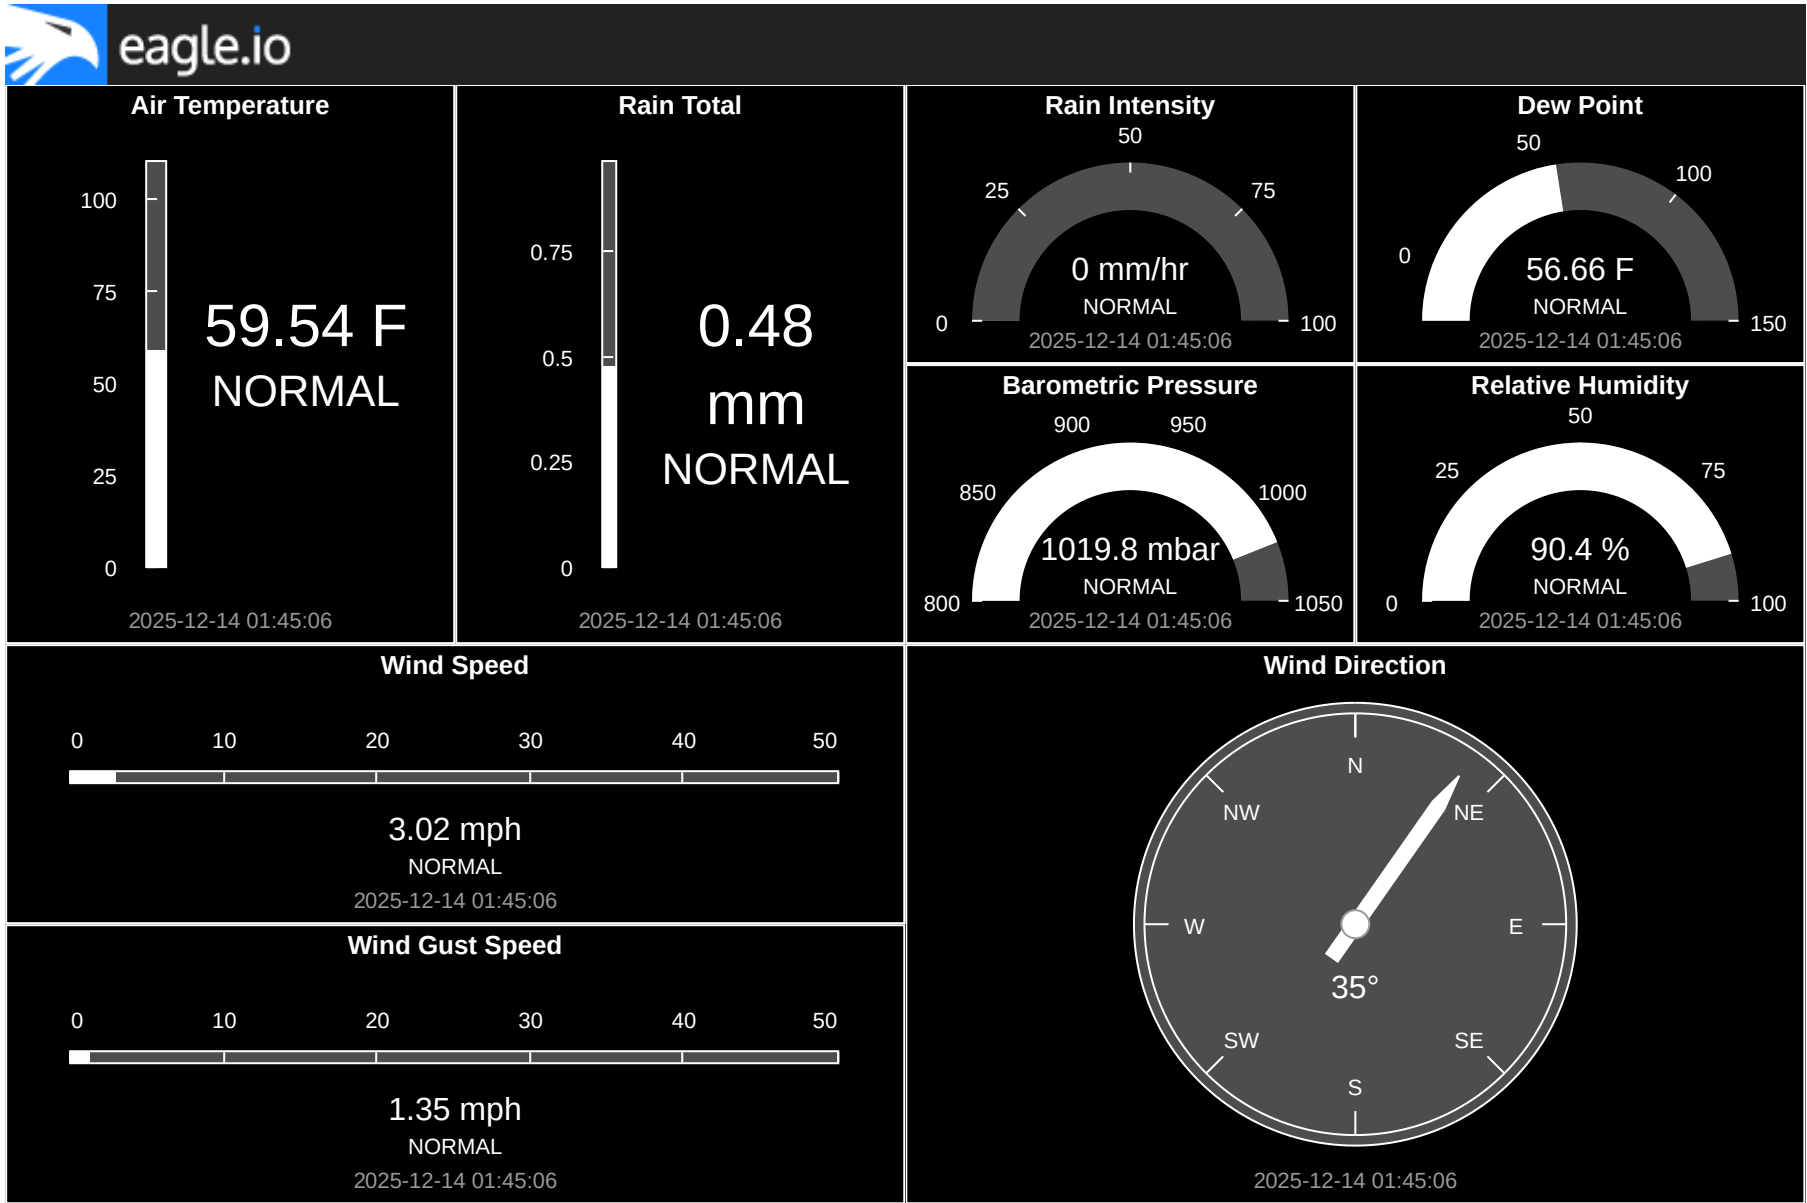 eagle.io
Air Temperature
100
75
50
25
0
59.54 F
NORMAL
2025-12-14 01:45:06
Rain Total
0.75
0.5
0.25
0
0.48
mm
NORMAL
2025-12-14 01:45:06
Rain Intensity
0
25
50
75
100
0 mm/hr
NORMAL
2025-12-14 01:45:06
Dew Point
0
50
100
150
56.66 F
NORMAL
2025-12-14 01:45:06
Barometric Pressure
800
850
900
950
1000
1050
1019.8 mbar
NORMAL
2025-12-14 01:45:06
Relative Humidity
0
25
50
75
100
90.4 %
NORMAL
2025-12-14 01:45:06
Wind Speed
0 10 20 30 40 50
3.02 mph
NORMAL
2025-12-14 01:45:06
Wind Gust Speed
0 10 20 30 40 50
1.35 mph
NORMAL
2025-12-14 01:45:06
Wind Direction
N
NW NE
W E
35°
SW SE
S
2025-12-14 01:45:06